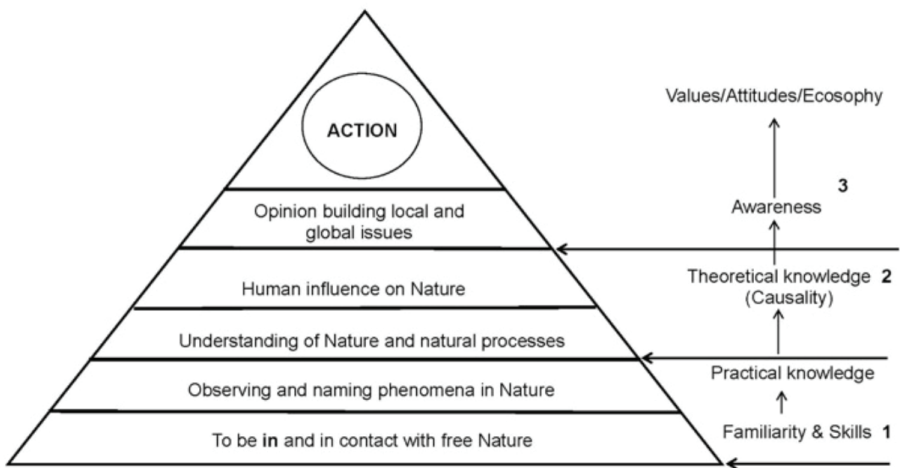 ACTION
Opinion building local and
global issues
Human influence on Nature
Understanding of Nature and natural processes
Observing and naming phenomena in Nature
To be in and in contact with free Nature
Values/Attitudes/Ecosophy
3
Awareness
Theoretical knowledge 2
(Causality)
Practical knowledge
Familiarity & Skills 1